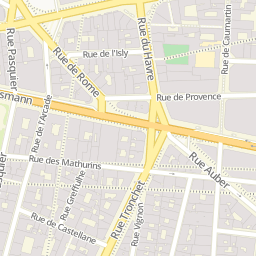 Rue Pasquier
Rue de Rome
Rue de l'Isly
Rue du Havre
Rue de Caumartin
Rue de Provence
smann
Rue de l'Arcade
Rue des Mathurins
squier
Rue Greffulhe
Rue Auber
Rue Tronchet
Rue Vignon
Rue de Castellane